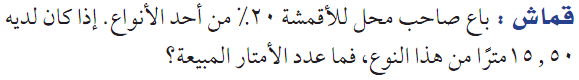 قماش : باع صاحب محل للأقمشة ٢٠٪ من أحد الأنواع. إذا كان لديه
١٥,٥٠ مترًا من هذا النوع، فما عدد الأمتار المبيعة؟